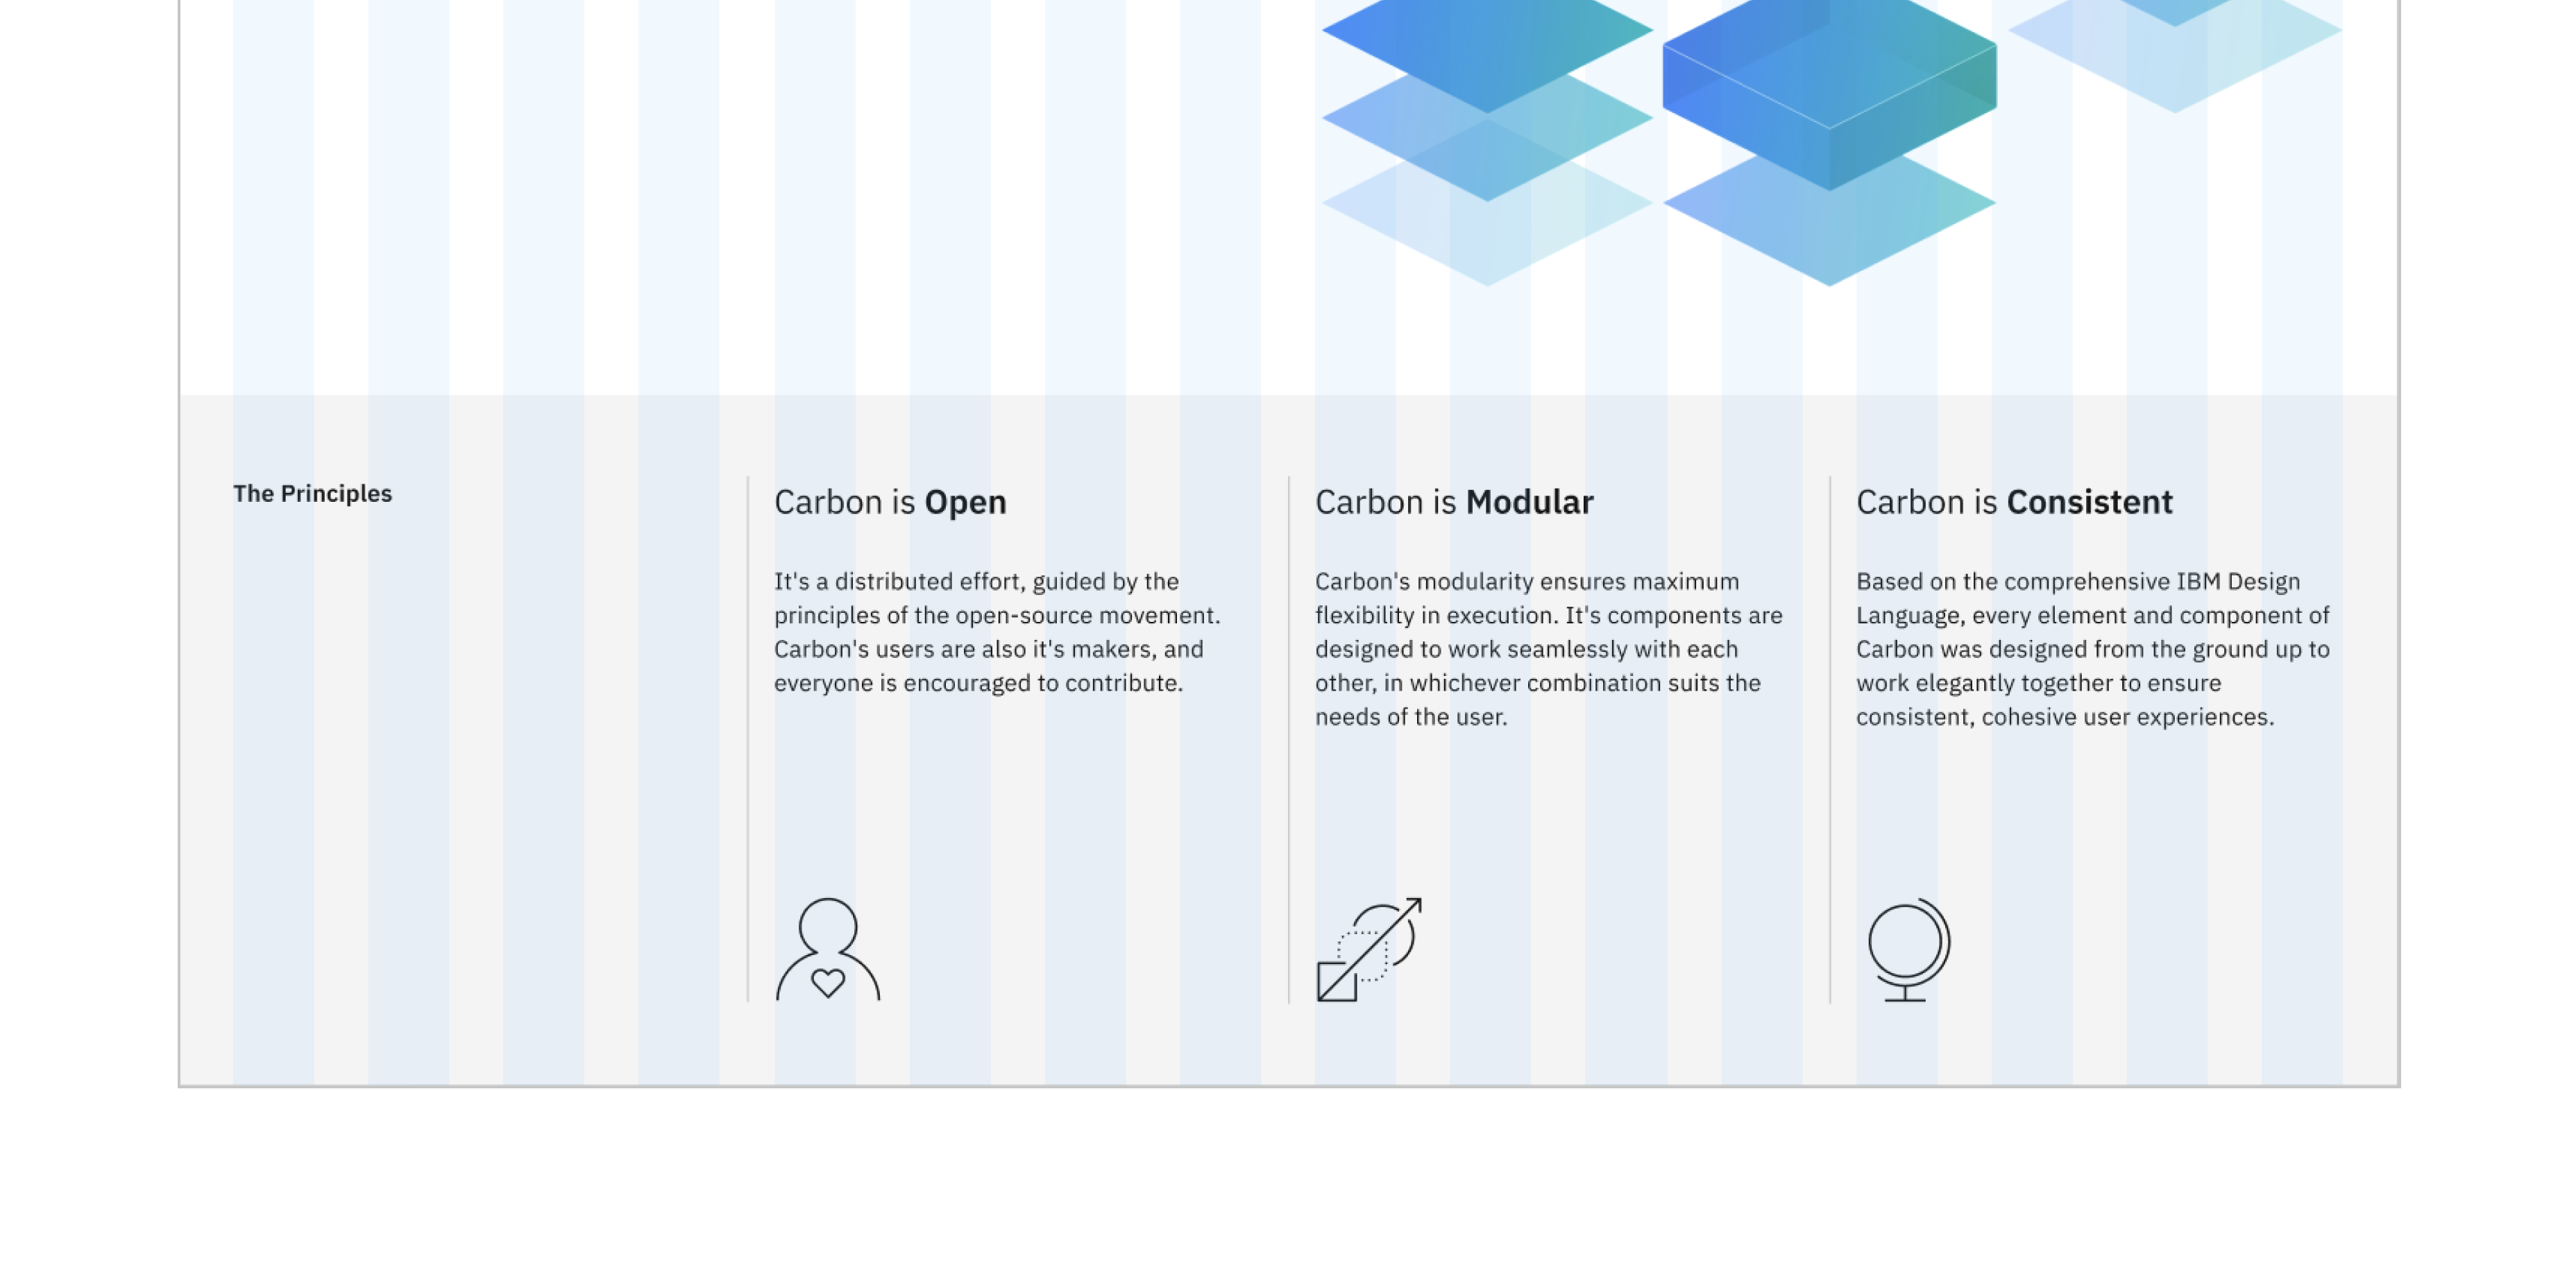 The Principles
Carbon is Open
It's a distributed effort, guided by the
principles of the open-source movement.
Carbon's users are also it's makers, and
everyone is encouraged to contribute.
Carbon is Modular
Carbon's modularity ensures maximum
flexibility in execution. It's components are
designed to work seamlessly with each
other, in whichever combination suits the
needs of the user.
Carbon is Consistent
Based on the comprehensive IBM Design
Language, every element and component of
Carbon was designed from the ground up to
work elegantly together to ensure
consistent, cohesive user experiences.